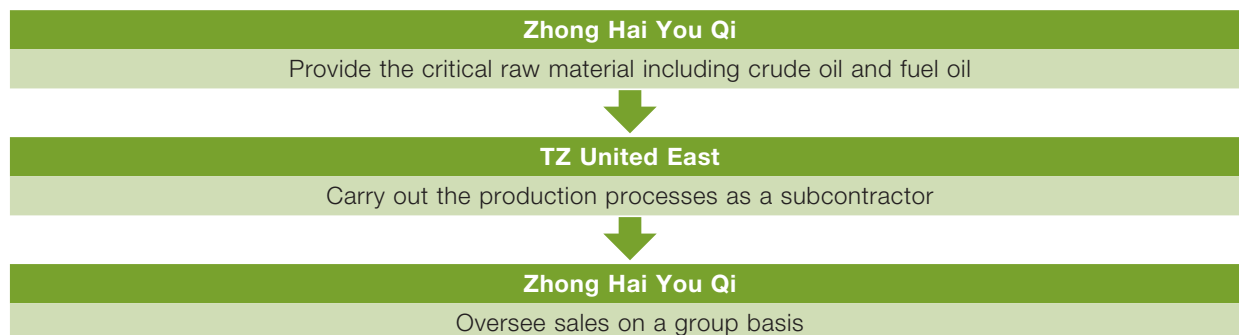 Zhong Hai You Qi
Provide the critical raw material including crude oil and fuel oil
TZ United East
Carry out the production processes as a subcontractor
Zhong Hai You Qi
Oversee sales on a group basis